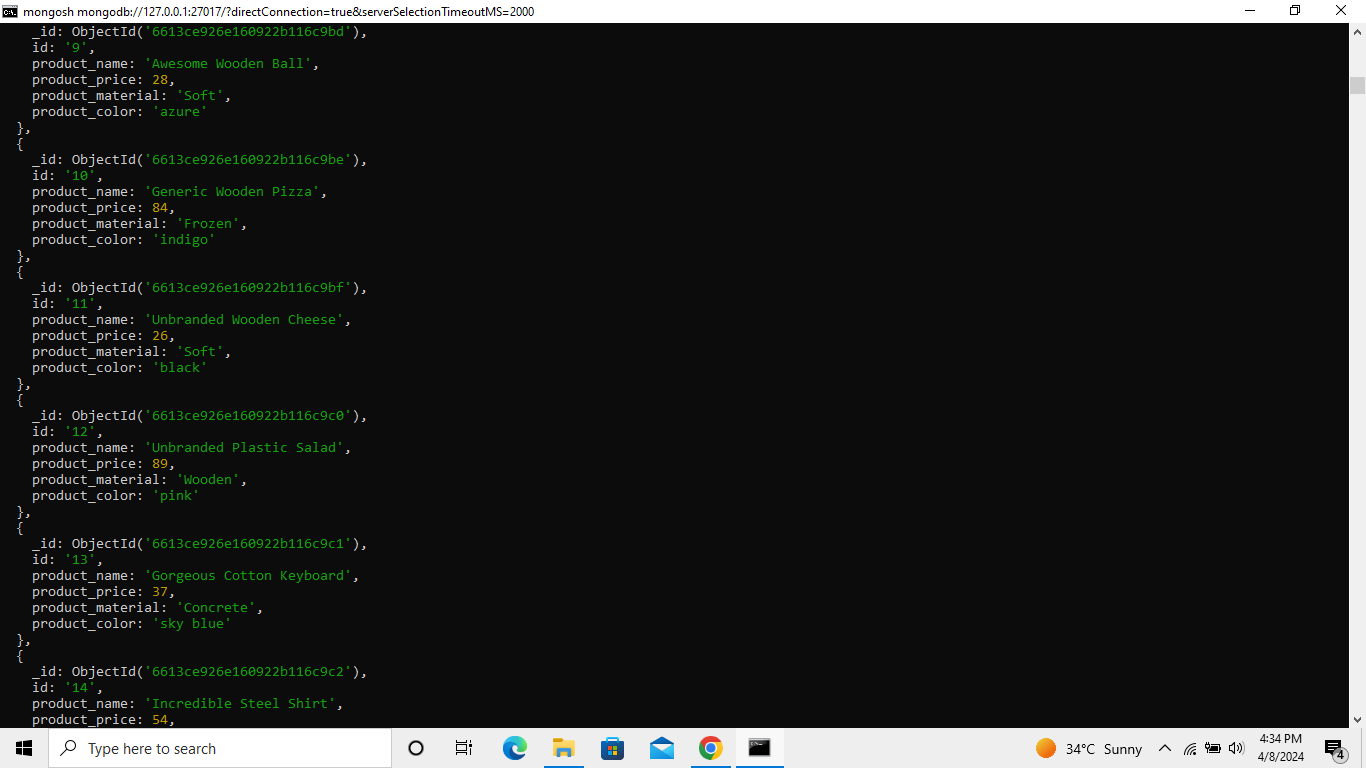 mongosh mongodb://127.0.0.1:27017/?directConnection=true&serverSelectionTimeoutMS=2000
_id: ObjectId('6613ce926e160922b116c9bd'),
id: '9',
product_name: 'Awesome Wooden Ball',
product_price: 28,
product_material: 'Soft',
product_color: 'azure'
},
{
_id: ObjectId('6613ce926e160922b116c9be'),
id: '10',
product_name: 'Generic Wooden Pizza',
product_price: 84,
product_material: 'Frozen',
product_color: 'indigo'
},
{
_id: ObjectId('6613ce926e160922b116c9bf'),
id: '11',
product_name: 'Unbranded Wooden Cheese',
product_price: 26,
product_material: 'Soft',
product_color: 'black'
},
{
_id: ObjectId('6613ce926e160922b116c9c0'),
id: '12',
product_name: 'Unbranded Plastic Salad',
product_price: 89,
product_material: 'Wooden',
product_color: 'pink'
},
{
_id: ObjectId('6613ce926e160922b116c9c1'),
id: '13',
product_name: 'Gorgeous Cotton Keyboard',
product_price: 37,
product_material: 'Concrete',
product_color: 'sky blue'
},
{
_id: ObjectId('6613ce926e160922b116c9c2'),
id: '14',
product_name: 'Incredible Steel Shirt',
product_price: 54,
Type here to search
34°C Sunny
4:34 PM
4/8/2024
4